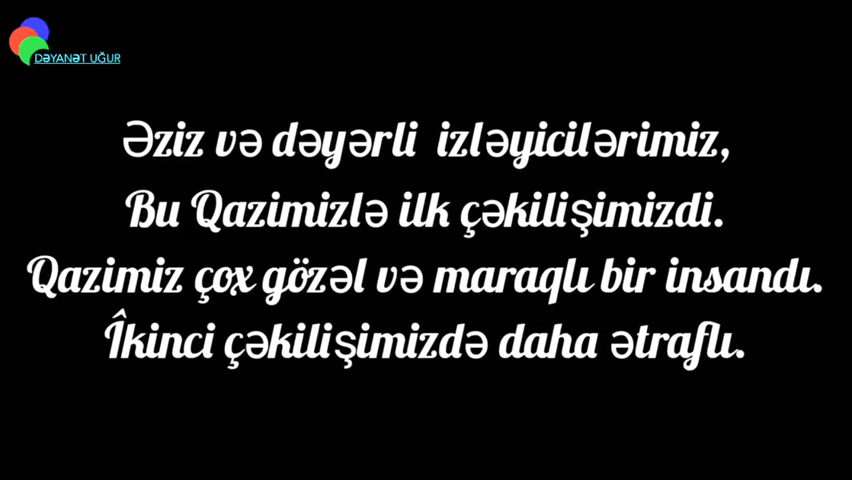 DƏYANƏT UĞUR
Əziz və dəyərli izləyicilərimiz,
Bu Qazimizlə ilk çəkilişimizdi.
Qazimiz çox gözəl və maraqlı bir insandı.
Îkinci çəkilişimizdə daha ətraflı.